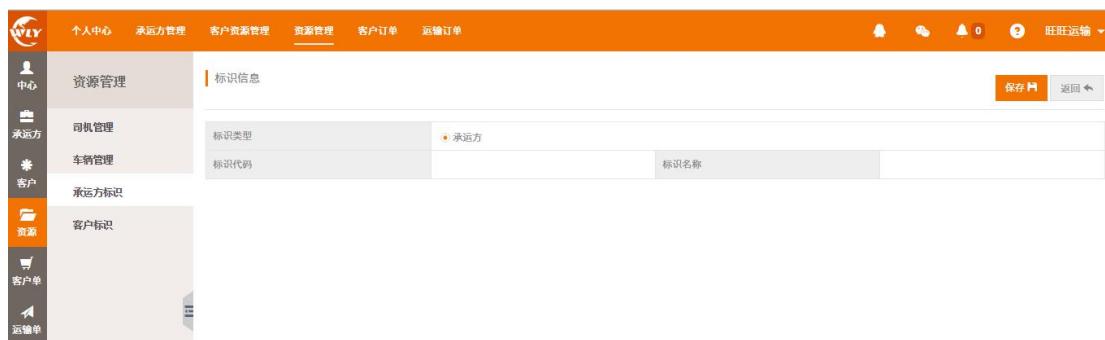 WLY 个人中心 承运方管理 客户资源管理 资源管理 客户订单 运输订单 0 ? 旺旺运输
中心
承运方
客户
资源
客户单
运输单
资源管理
司机管理
车辆管理
承运方标识
客户标识
标识信息
保存 返回
标识类型 承运方
标识代码 标识名称